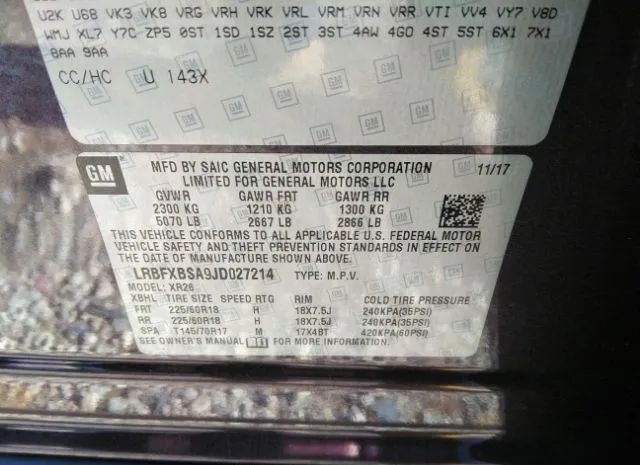 U2K U68 VK3 VK8 VRG VRH VRK VRL VRM VRN VRR VTI VV4 VY7 V8D
WMJ XL7 Y7C ZP5 0ST 1SD 1SZ 2ST 3ST 4AW 4GO 4ST 5ST 6X1 7X1
8AA 9AA
CC/HC U 143X
GM
MFD BY SAIC GENERAL MOTORS CORPORATION 11/17
LIMITED FOR GENERAL MOTORS LLC
GVWR GAWR FRT GAWR RR
2300 KG 1210 KG 1300 KG
5070 LB 2667 LB 2866 LB
THIS VEHICLE CONFORMS TO ALL APPLICABLE U.S. FEDERAL MOTOR
VEHICLE SAFETY, BUMPER, AND THEFT PREVENTION STANDARDS IN EFFECT ON
THE DATE OF MANUFACTURE SHOWN ABOVE.
LRBFXBSA9JD027214 TYPE: M.P.V.
MODEL: XR26
XBHL TIRE SIZE SPEED RTG RIM COLD TIRE PRESSURE
FRT 225/60R18 H 18X7.5J 240KPA(35PSI)
RR 225/60R18 H 18X7.5J 240KPA(35PSI)
SPA T145/70R17 M 17X4BT 420KPA(60PSI)
SEE OWNER'S MANUAL FOR MORE INFORMATION.